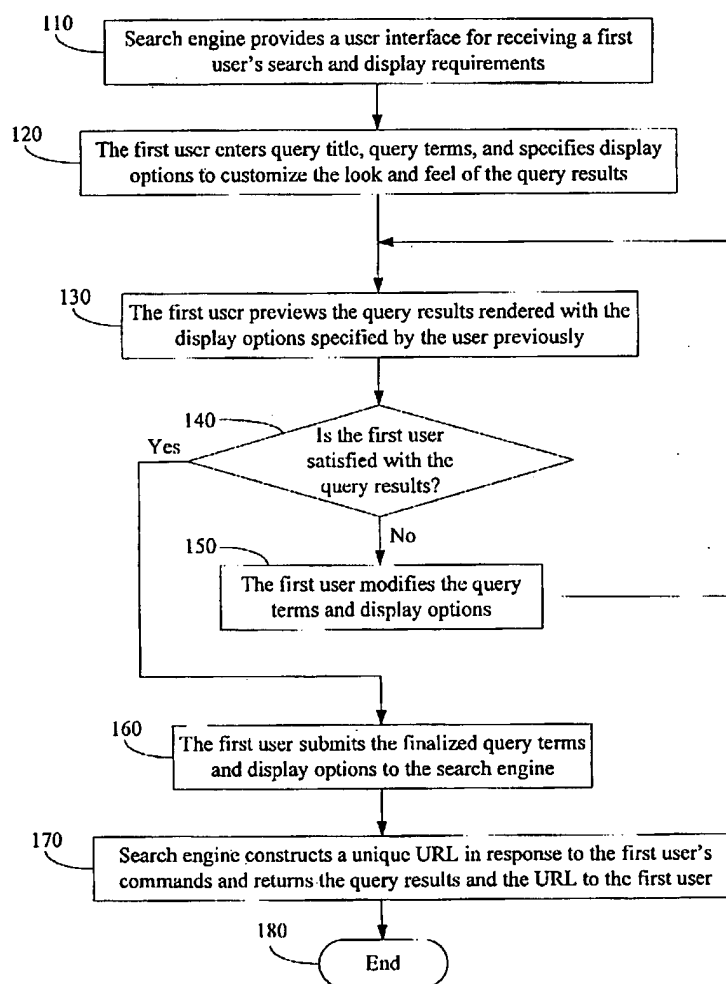 110
Search engine provides a user interface for receiving a first
user's search and display requirements
120
The first user enters query title, query terms, and specifies display
options to customize the look and feel of the query results
130
The first user previews the query results rendered with the
display options specified by the user previously
140
Is the first user
satisfied with the
query results?
Yes
No
150
The first user modifies the query
terms and display options
160
The first user submits the finalized query terms
and display options to the search engine
170
Search engine constructs a unique URL in response to the first user's
commands and returns the query results and the URL to the first user
180
End